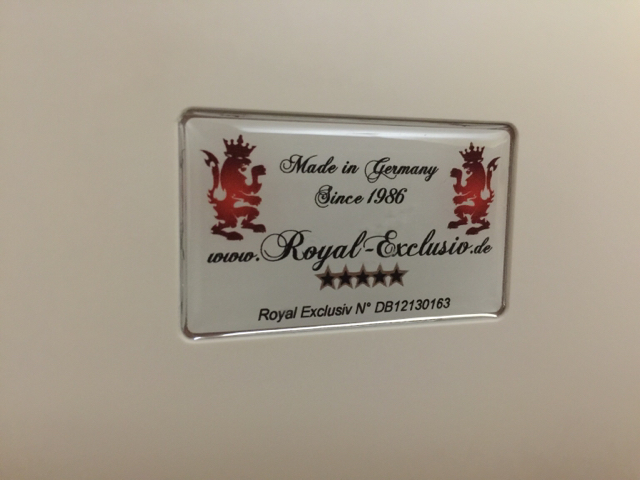 Made in Germany
Since 1986
www.Royal-Exclusiv.de
Royal Exclusiv N° DB12130163